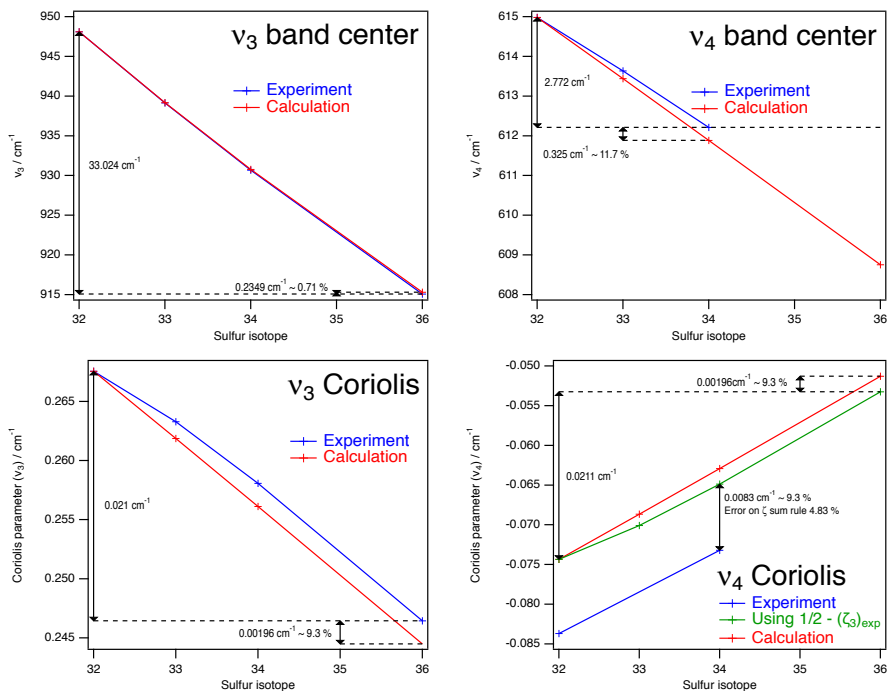 ν3 band center
950
945
940
935
930
925
920
915
ν3 / cm-1
Experiment
Calculation
33.024 cm-1
0.2349 cm-1 ~ 0.71 %
32
33
34
35
36
Sulfur isotope
ν4 band center
615
614
613
612
611
610
609
608
ν4 / cm-1
Experiment
Calculation
2.772 cm-1
0.325 cm-1 ~ 11.7 %
32
33
34
35
36
Sulfur isotope
ν3 Coriolis
0.265
0.260
0.255
0.250
0.245
Coriolis parameter (ν3) / cm-1
Experiment
Calculation
0.021 cm-1
0.00196 cm-1 ~ 9.3 %
32
33
34
35
36
Sulfur isotope
-0.050
-0.055
-0.060
-0.065
-0.070
-0.075
-0.080
-0.085
Coriolis parameter (ν4) / cm-1
0.00196cm-1 ~ 9.3 %
0.0211 cm-1
0.0083 cm-1 ~ 9.3 %
Error on ζ sum rule 4.83 %
ν4 Coriolis
Experiment
Using 1/2 - (ζ3)exp
Calculation
32
33
34
35
36
Sulfur isotope